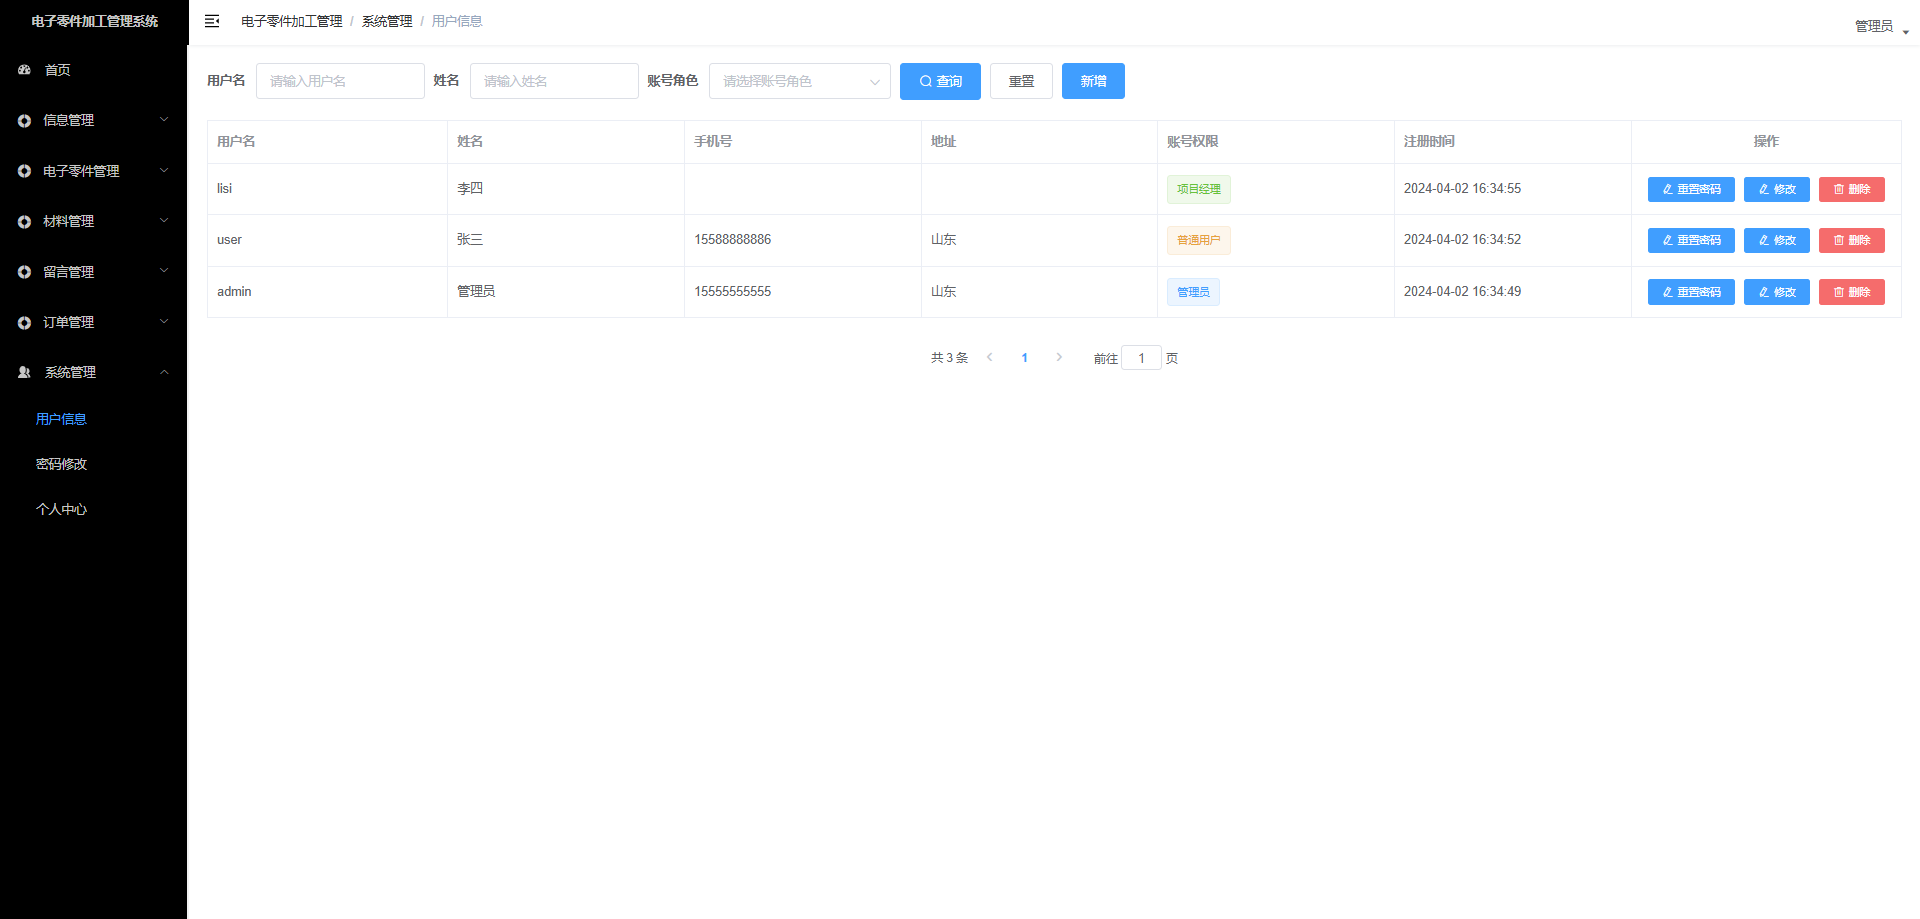 电子零件加工管理系统
电子零件加工管理 / 系统管理 / 用户信息
管理员
首页
信息管理
电子零件管理
材料管理
留言管理
订单管理
系统管理
用户信息
密码修改
个人中心
用户名 请输入用户名 姓名 请输入姓名 账号角色 请选择账号角色 查询 重置 新增
用户名 姓名 手机号 地址 账号权限 注册时间 操作
lisi 李四 项目经理 2024-04-02 16:34:55 重置密码 修改 删除
user 张三 15588888886 山东 普通用户 2024-04-02 16:34:52 重置密码 修改 删除
admin 管理员 15555555555 山东 管理员 2024-04-02 16:34:49 重置密码 修改 删除
共 3 条 1 前往 1 页